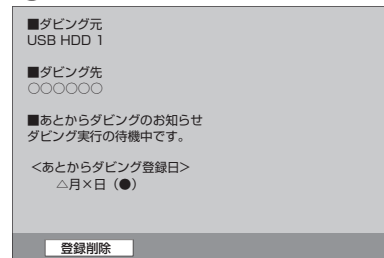 ■ダビング元
USB HDD 1
■ダビング先
○○○○○○
■あとからダビングのお知らせ
ダビング実行の待機中です。
＜あとからダビング登録日＞
△月×日（●）
登録削除